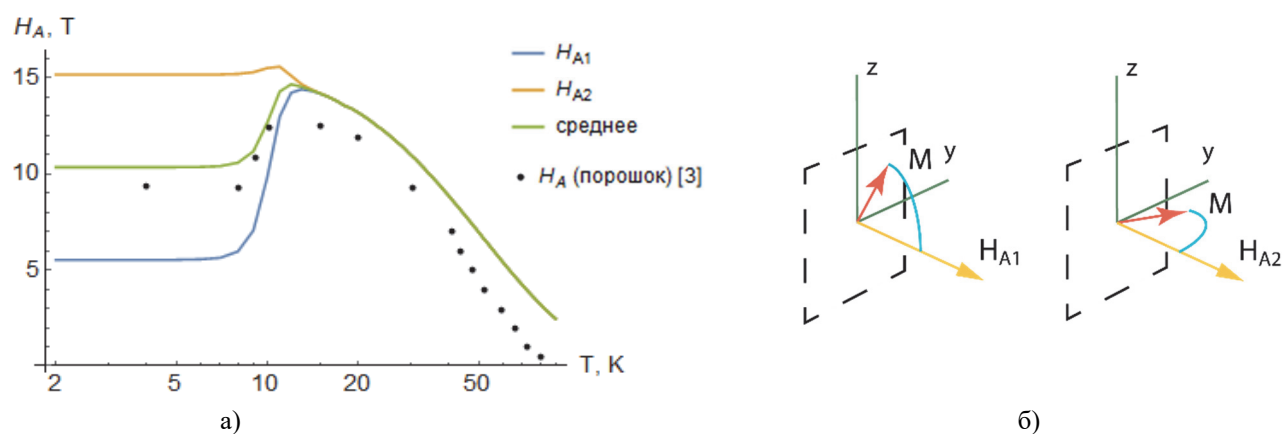 H_A, T
15
10
5
2 5 10 20 50
T, K
H_A1
H_A2
среднее
H_A (порошок) [3]
а)
z
M
y
H_A1
z
y
M
H_A2
б)